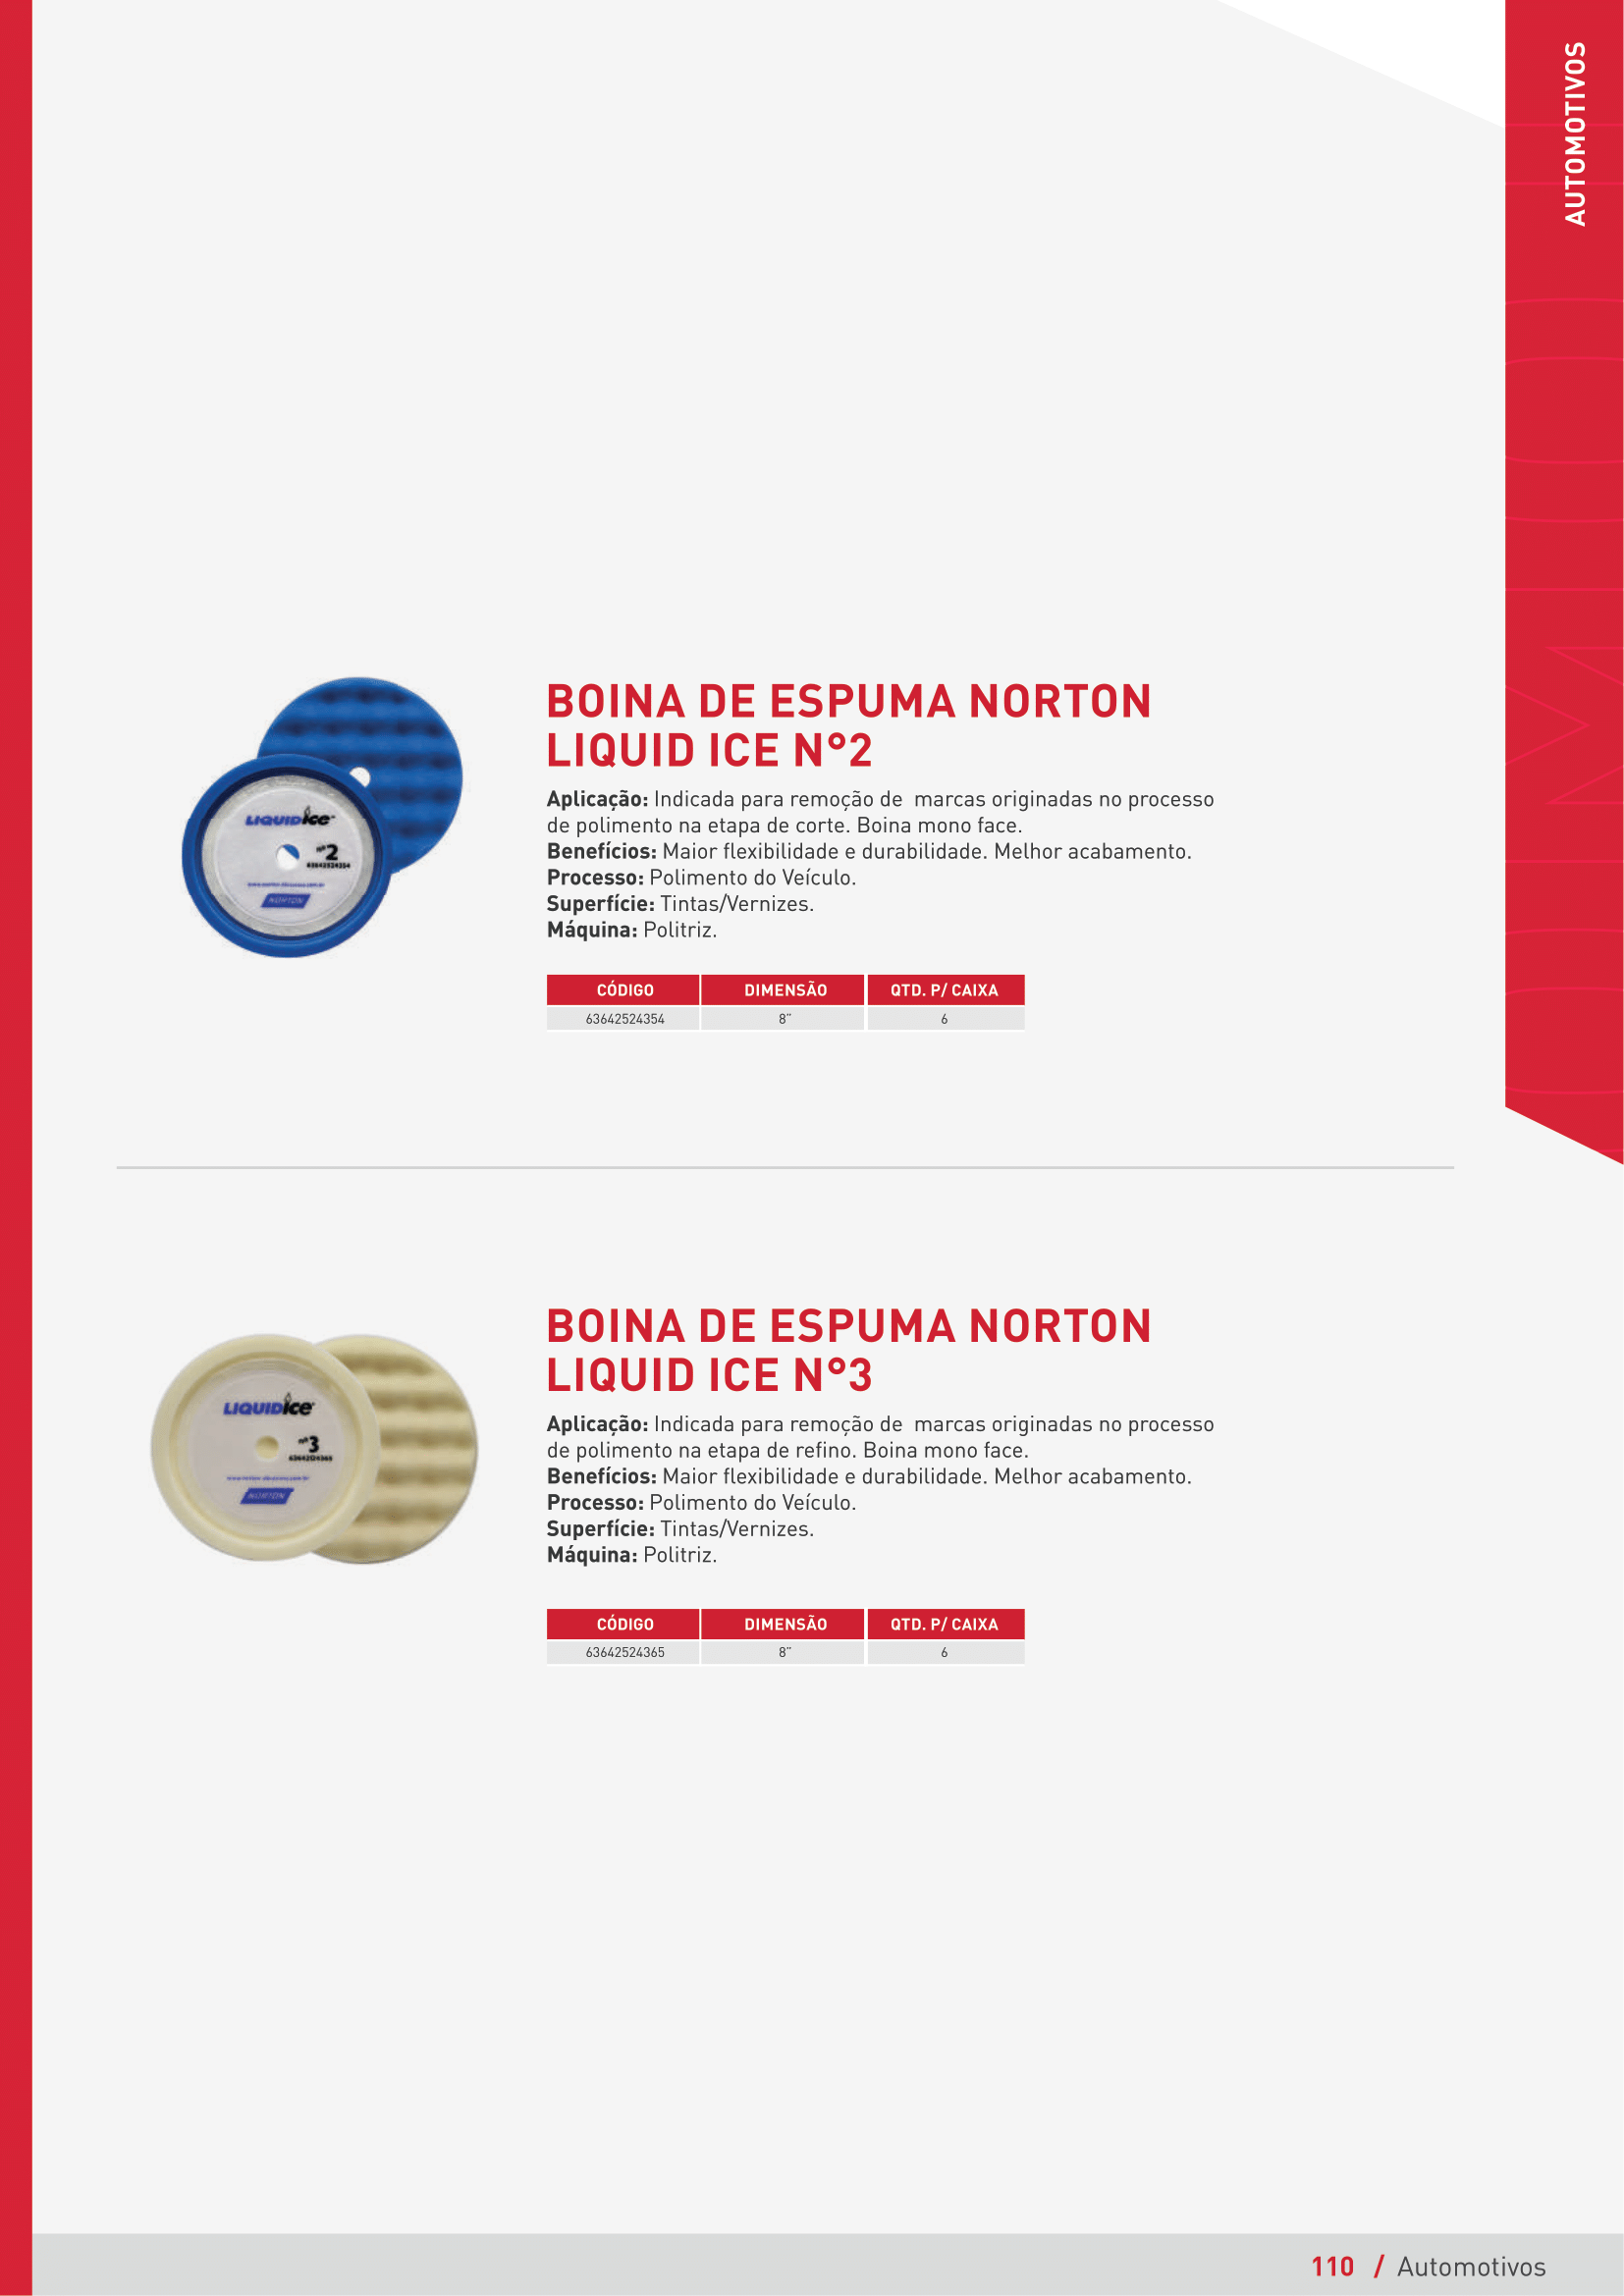 AUTOMOTIVOS
BOINA DE ESPUMA NORTON
LIQUID ICE N°2
Aplicação: Indicada para remoção de  marcas originadas no processo
de polimento na etapa de corte. Boina mono face.
Benefícios: Maior flexibilidade e durabilidade. Melhor acabamento.
Processo: Polimento do Veículo.
Superfície: Tintas/Vernizes.
Máquina: Politriz.
LIQUIDICE
nº2
63642524354
NORTON
CÓDIGO DIMENSÃO QTD. P/ CAIXA
63642524354 8” 6
BOINA DE ESPUMA NORTON
LIQUID ICE N°3
Aplicação: Indicada para remoção de  marcas originadas no processo
de polimento na etapa de refino. Boina mono face.
Benefícios: Maior flexibilidade e durabilidade. Melhor acabamento.
Processo: Polimento do Veículo.
Superfície: Tintas/Vernizes.
Máquina: Politriz.
LIQUIDICE
nº3
NORTON
CÓDIGO DIMENSÃO QTD. P/ CAIXA
63642524365 8” 6
110 / Automotivos